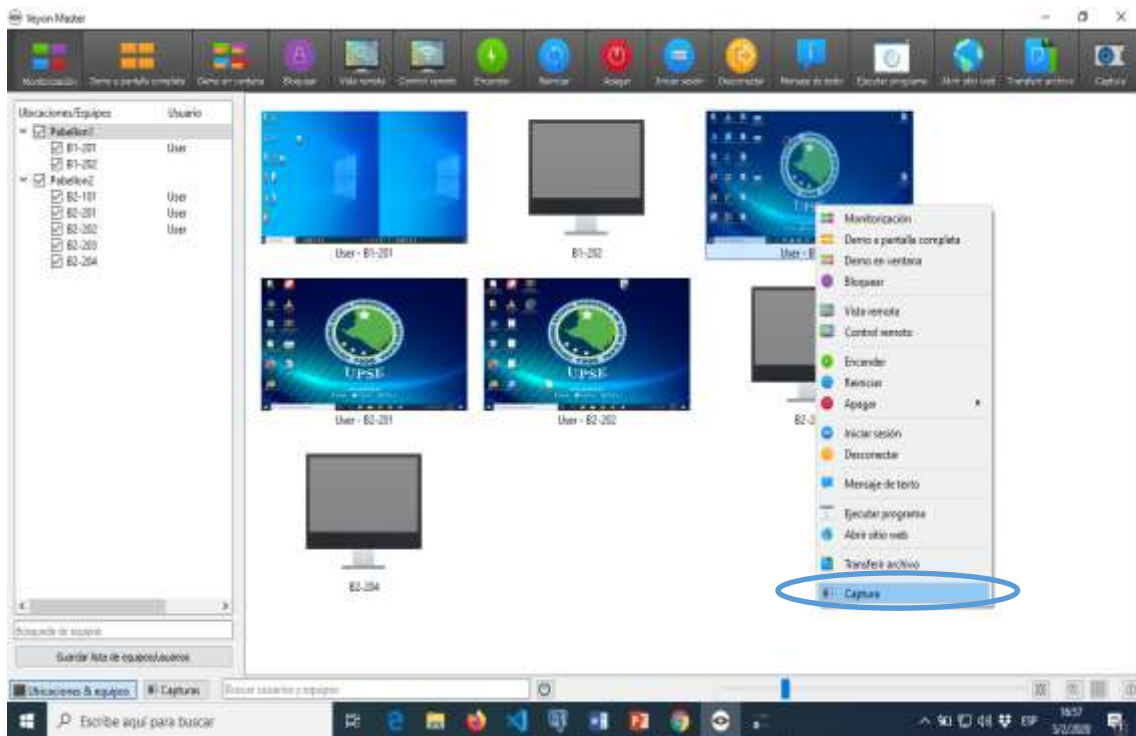 Veyon Master
Monitorización
Demo a pantalla completa
Demo en ventana
Bloquear
Vista remota
Control remoto
Encender
Reiniciar
Apagar
Iniciar sesión
Desconectar
Mensaje de texto
Ejecutar programa
Abrir sitio web
Transferir archivo
Captura
Ubicaciones/Equipos Usuario
Pabellon1
B1-201 User
B1-202
Pabellon2
B2-101 User
B2-201 User
B2-202 User
B2-203
B2-204
User - B1-201
B1-202
User - B
UPSE
User - B2-201
UPSE
User - B2-202
B2-2
B2-204
Monitorización
Demo a pantalla completa
Demo en ventana
Bloquear
Vista remota
Control remoto
Encender
Reiniciar
Apagar
Iniciar sesión
Desconectar
Mensaje de texto
Ejecutar programa
Abrir sitio web
Transferir archivo
Captura
Búsqueda de equipos
Guardar lista de equipos/usuarios
Ubicaciones & equipos
Capturas
Buscar usuarios y equipos
Escribe aquí para buscar
ESP
16:57